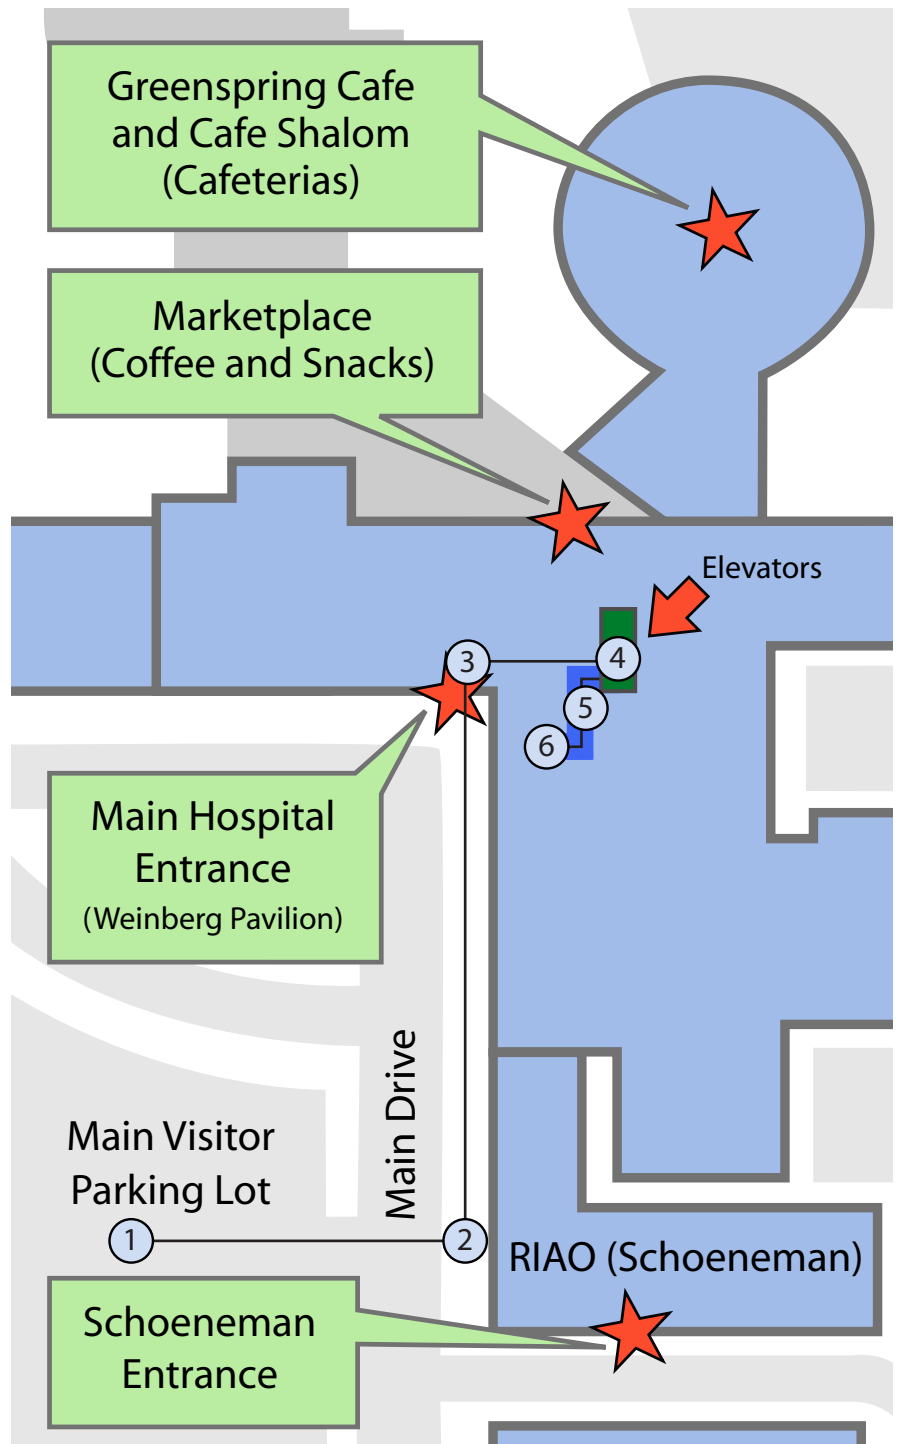 Greenspring Cafe
and Cafe Shalom
(Cafeterias)
Marketplace
(Coffee and Snacks)
Elevators
3
4
5
6
Main Hospital
Entrance
(Weinberg Pavilion)
Main Drive
Main Visitor
Parking Lot
1
2
RIAO (Schoeneman)
Schoeneman
Entrance